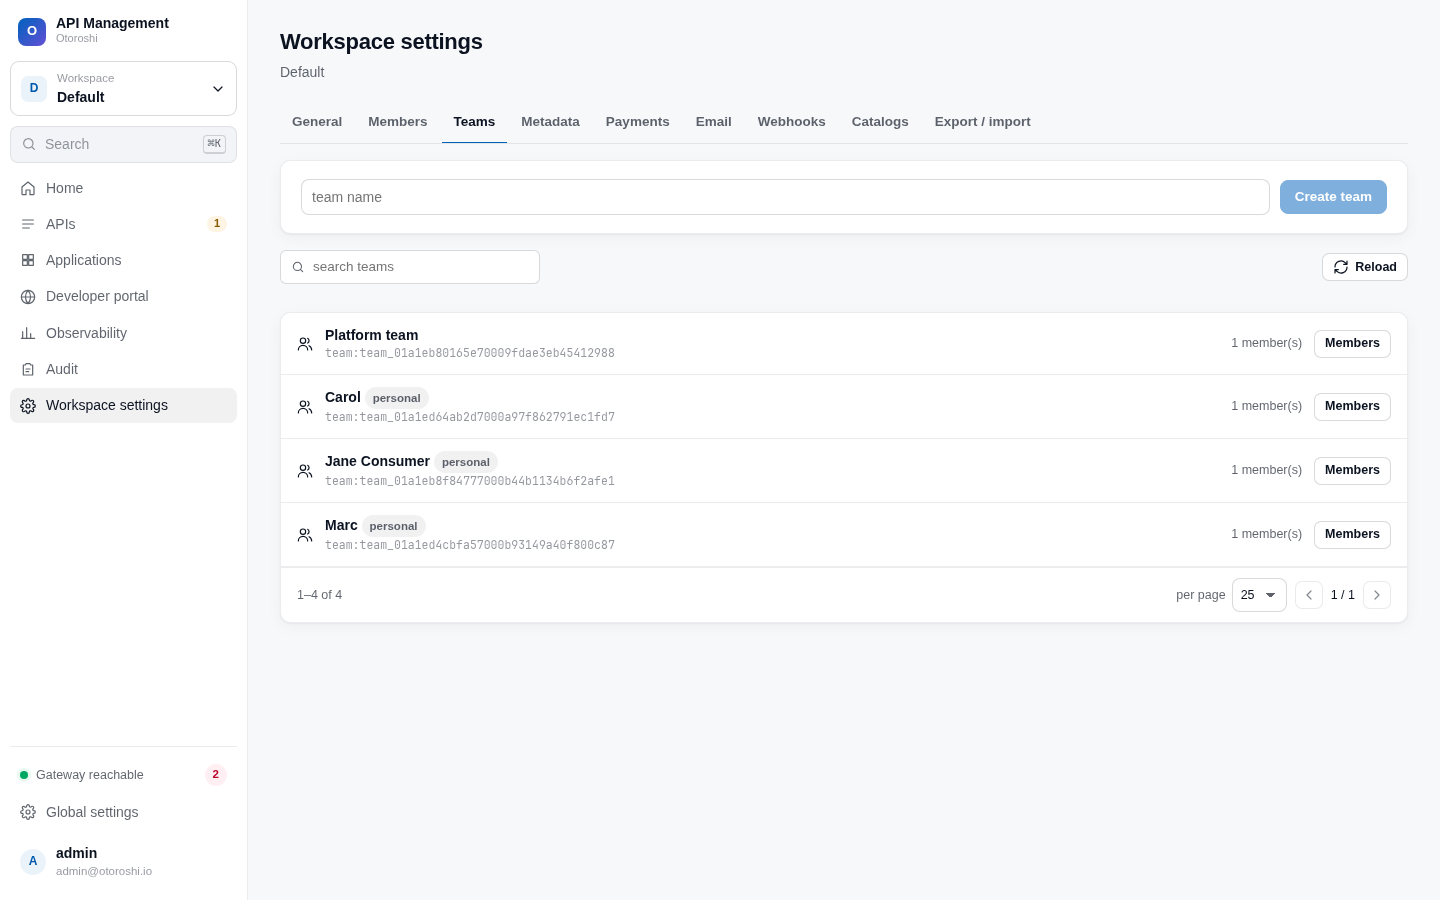 O
API Management
Otoroshi
D
Workspace
Default
Search
⌘K
Home
APIs
1
Applications
Developer portal
Observability
Audit
Workspace settings
Gateway reachable
2
Global settings
A
admin
admin@otoroshi.io
Workspace settings
Default
General Members Teams Metadata Payments Email Webhooks Catalogs Export / import
team name
Create team
search teams
Reload
Platform team
team:team_01a1eb80165e70009fdae3eb45412988
1 member(s)
Members
Carol personal
team:team_01a1ed64ab2d7000a97f862791ec1fd7
1 member(s)
Members
Jane Consumer personal
team:team_01a1eb8f84777000b44b1134b6f2afe1
1 member(s)
Members
Marc personal
team:team_01a1ed4cbfa57000b93149a40f800c87
1 member(s)
Members
1–4 of 4
per page
25
1 / 1